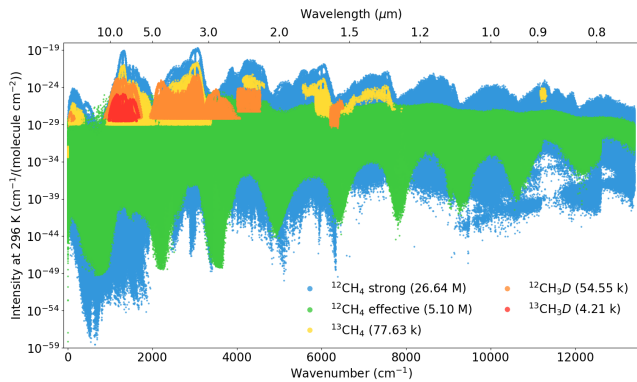 Wavelength (μm)
10.0 5.0 3.0 2.0 1.5 1.2 1.0 0.9 0.8
10⁻¹⁹
10⁻²⁴
10⁻²⁹
10⁻³⁴
10⁻³⁹
10⁻⁴⁴
10⁻⁴⁹
10⁻⁵⁴
10⁻⁵⁹
Intensity at 296 K (cm⁻¹/(molecule cm⁻²))
¹²CH₄ strong (26.64 M)
¹²CH₄ effective (5.10 M)
¹³CH₄ (77.63 k)
¹²CH₃D (54.55 k)
¹³CH₃D (4.21 k)
0 2000 4000 6000 8000 10000 12000
Wavenumber (cm⁻¹)